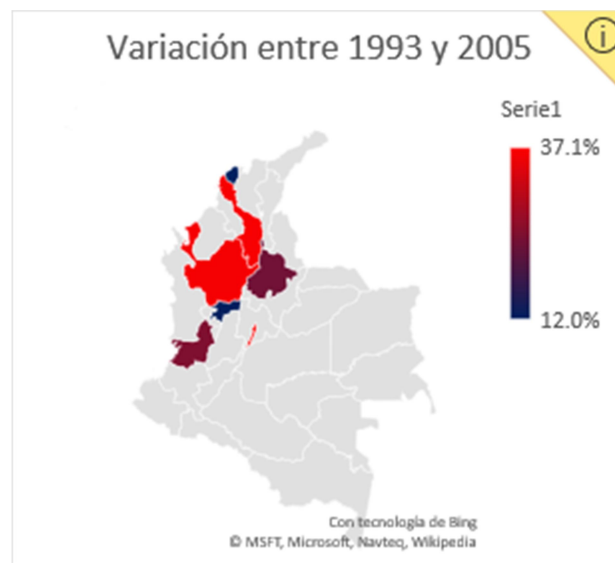 Variación entre 1993 y 2005
Serie1
37.1%
12.0%
Con tecnología de Bing
© MSFT, Microsoft, Navteq, Wikipedia